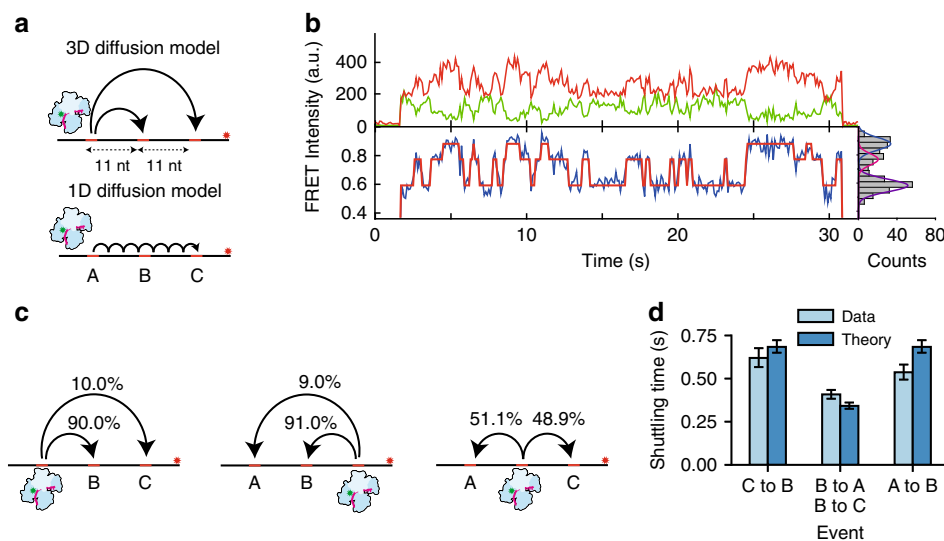 a
3D diffusion model
11 nt 11 nt
1D diffusion model
A B C
b
FRET Intensity (a.u.)
400
200
0
0.8
0.6
0.4
0 10 20 30
Time (s)
0 40 80
Counts
c
10.0%
90.0%
B C
9.0%
91.0%
A B
51.1% 48.9%
A C
d
Data
Theory
Shuttling time (s)
0.75
0.50
0.25
0.00
C to B
B to A
B to C
A to B
Event